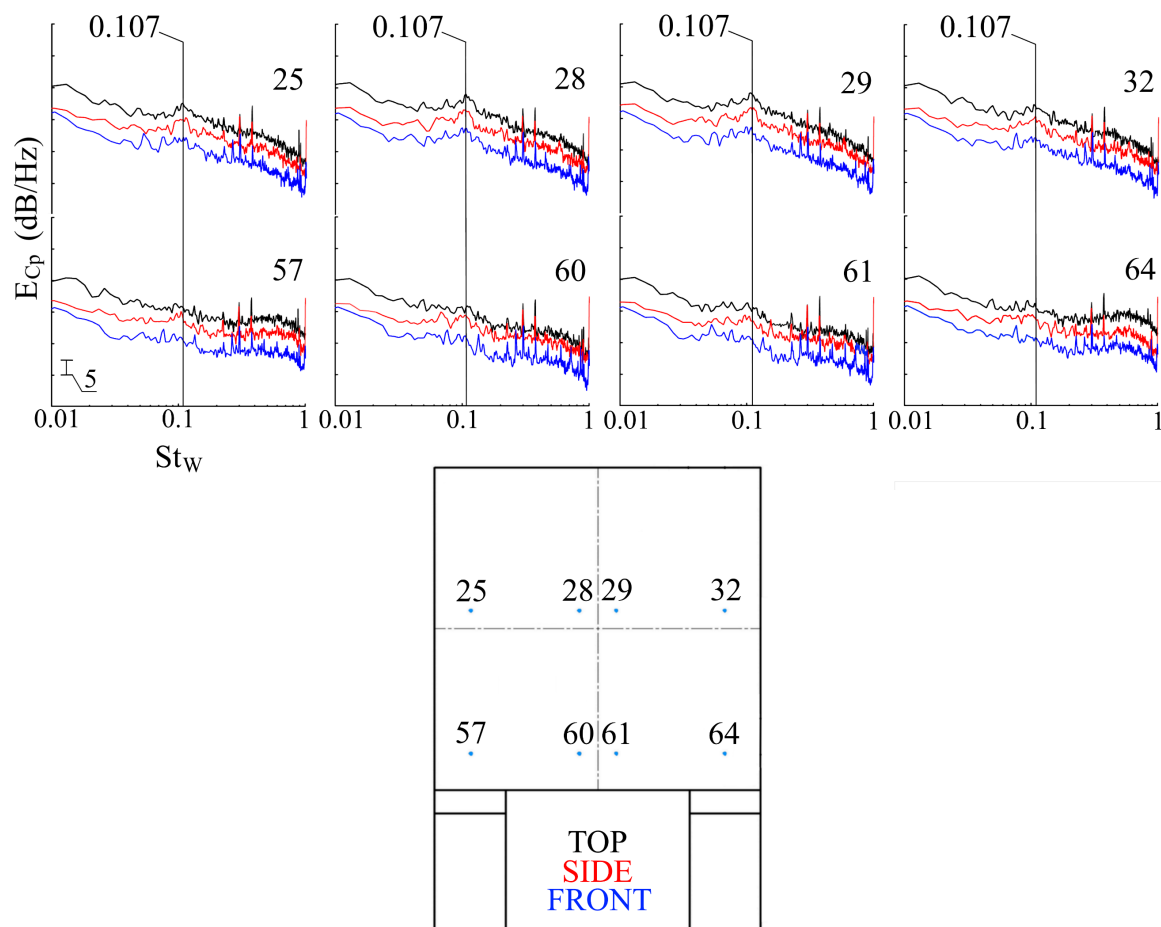 0.107 0.107 0.107 0.107
25 28 29 32
E_Cp (dB/Hz)
57 60 61 64
5
0.01 0.1 1 0.01 0.1 1 0.01 0.1 1 0.01 0.1 1
St_W
25 28 29 32
57 60 61 64
TOP
SIDE
FRONT